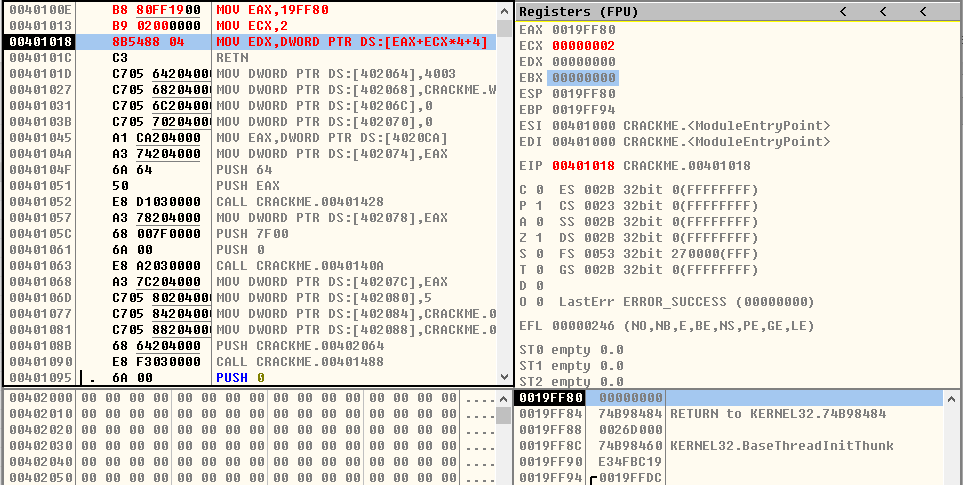 0040100E B8 80FF1900 MOV EAX,19FF80
00401013 B9 02000000 MOV ECX,2
00401018 8B5488 04 MOV EDX,DWORD PTR DS:[EAX+ECX*4+4]
0040101C C3 RETN
0040101D C705 64204000 MOV DWORD PTR DS:[402064],4003
00401027 C705 68204000 MOV DWORD PTR DS:[402068],CRACKME.W
00401031 C705 6C204000 MOV DWORD PTR DS:[40206C],0
0040103B C705 70204000 MOV DWORD PTR DS:[402070],0
00401045 A1 CA204000 MOV EAX,DWORD PTR DS:[4020CA]
0040104A A3 74204000 MOV DWORD PTR DS:[402074],EAX
0040104F 6A 64 PUSH 64
00401051 50 PUSH EAX
00401052 E8 D1030000 CALL CRACKME.00401428
00401057 A3 78204000 MOV DWORD PTR DS:[402078],EAX
0040105C 68 007F0000 PUSH 7F00
00401061 6A 00 PUSH 0
00401063 E8 A2030000 CALL CRACKME.0040140A
00401068 A3 7C204000 MOV DWORD PTR DS:[40207C],EAX
0040106D C705 80204000 MOV DWORD PTR DS:[402080],5
00401077 C705 84204000 MOV DWORD PTR DS:[402084],CRACKME.0
00401081 C705 88204000 MOV DWORD PTR DS:[402088],CRACKME.0
0040108B 68 64204000 PUSH CRACKME.00402064
00401090 E8 F3030000 CALL CRACKME.00401488
00401095 . 6A 00 PUSH 0
Registers (FPU) < < <
EAX 0019FF80
ECX 00000002
EDX 00000000
EBX 00000000
ESP 0019FF80
EBP 0019FF94
ESI 00401000 CRACKME.<ModuleEntryPoint>
EDI 00401000 CRACKME.<ModuleEntryPoint>
EIP 00401018 CRACKME.00401018
C 0 ES 002B 32bit 0(FFFFFFFF)
P 1 CS 0023 32bit 0(FFFFFFFF)
A 0 SS 002B 32bit 0(FFFFFFFF)
Z 1 DS 002B 32bit 0(FFFFFFFF)
S 0 FS 0053 32bit 270000(FFF)
T 0 GS 002B 32bit 0(FFFFFFFF)
D 0
O 0 LastErr ERROR_SUCCESS (00000000)
EFL 00000246 (NO,NB,E,BE,NS,PE,GE,LE)
ST0 empty 0.0
ST1 empty 0.0
ST2 empty 0.0
00402000 00 00 00 00 00 00 00 00 00 00 00 00 00 00 00 00 ....
00402010 00 00 00 00 00 00 00 00 00 00 00 00 00 00 00 00 ....
00402020 00 00 00 00 00 00 00 00 00 00 00 00 00 00 00 00 ....
00402030 00 00 00 00 00 00 00 00 00 00 00 00 00 00 00 00 ....
00402040 00 00 00 00 00 00 00 00 00 00 00 00 00 00 00 00 ....
00402050 00 00 00 00 00 00 00 00 00 00 00 00 00 00 00 00 ....
0019FF80 00000000
0019FF84 74B98484 RETURN to KERNEL32.74B98484
0019FF88 0026D000
0019FF8C 74B98460 KERNEL32.BaseThreadInitThunk
0019FF90 E34FBC19
0019FF94 0019FFDC